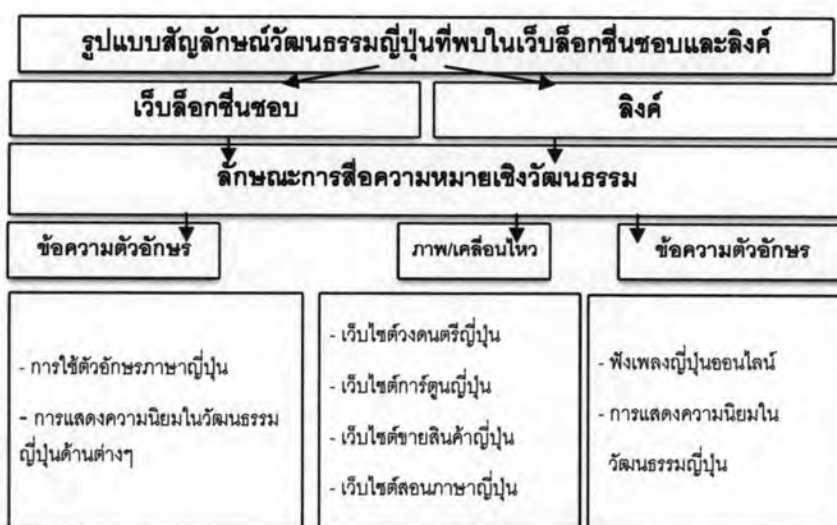 รูปแบบสัญลักษณ์วัฒนธรรมญี่ปุ่นที่พบในเว็บล็อกชื่นชอบและลิงค์
เว็บล็อกชื่นชอบ
ลิงค์
ลักษณะการสื่อความหมายเชิงวัฒนธรรม
ข้อความตัวอักษร
ภาพ/เคลื่อนไหว
ข้อความตัวอักษร
- การใช้ตัวอักษรภาษาญี่ปุ่น
- การแสดงความนิยมในวัฒนธรรม
ญี่ปุ่นด้านต่างๆ
- เว็บไซต์วงดนตรีญี่ปุ่น
- เว็บไซต์การ์ตูนญี่ปุ่น
- เว็บไซต์ขายสินค้าญี่ปุ่น
- เว็บไซต์สอนภาษาญี่ปุ่น
- ฟังเพลงญี่ปุ่นออนไลน์
- การแสดงความนิยมใน
วัฒนธรรมญี่ปุ่น